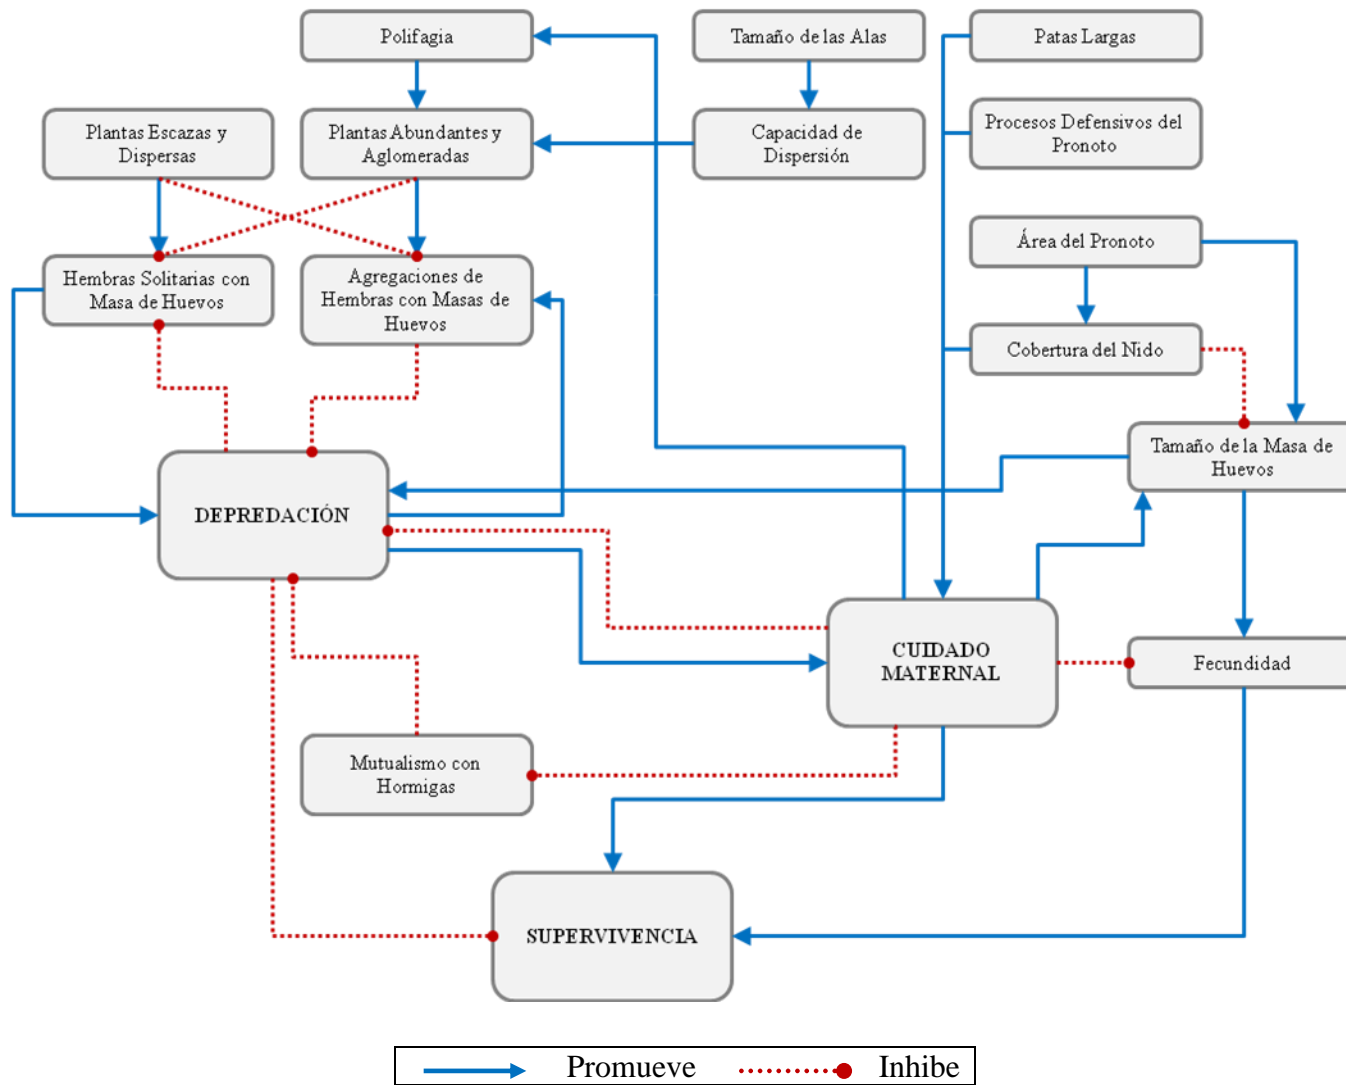 Polifagia
Tamaño de las Alas
Patas Largas
Plantas Escazas y
Dispersas
Plantas Abundantes y
Aglomeradas
Capacidad de
Dispersión
Procesos Defensivos del
Pronoto
Área del Pronoto
Hembras Solitarias con
Masa de Huevos
Agregaciones de
Hembras con Masas de
Huevos
Cobertura del Nido
Tamaño de la Masa de
Huevos
DEPREDACIÓN
CUIDADO
MATERNAL
Fecundidad
Mutualismo con
Hormigas
SUPERVIVENCIA
Promueve
Inhibe